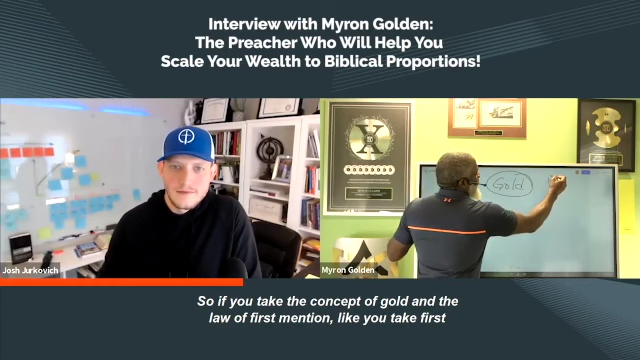 Interview with Myron Golden:
The Preacher Who Will Help You
Scale Your Wealth to Biblical Proportions!
Gold
Josh Jurkovich
Myron Golden
So if you take the concept of gold and the
law of first mention, like you take first